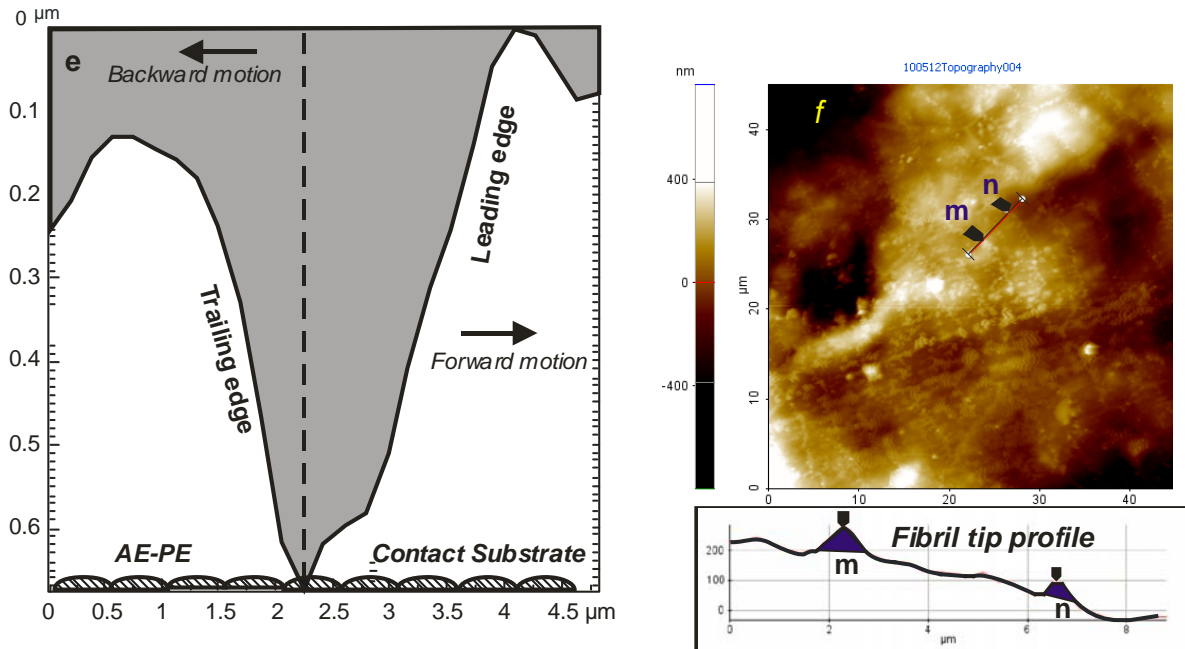 0 µm
e
Backward motion
0.1
0.2
0.3
0.4
0.5
0.6
Trailing edge
Leading edge
Forward motion
AE-PE
Contact Substrate
0 0.5 1 1.5 2 2.5 3 3.5 4 4.5 µm
100512Topography004
nm
400
0
-400
f
n
m
40
30
µm
20
10
0
0 10 20 30 40
Fibril tip profile
200
100
0
m
n
0 2 4 6 8
µm